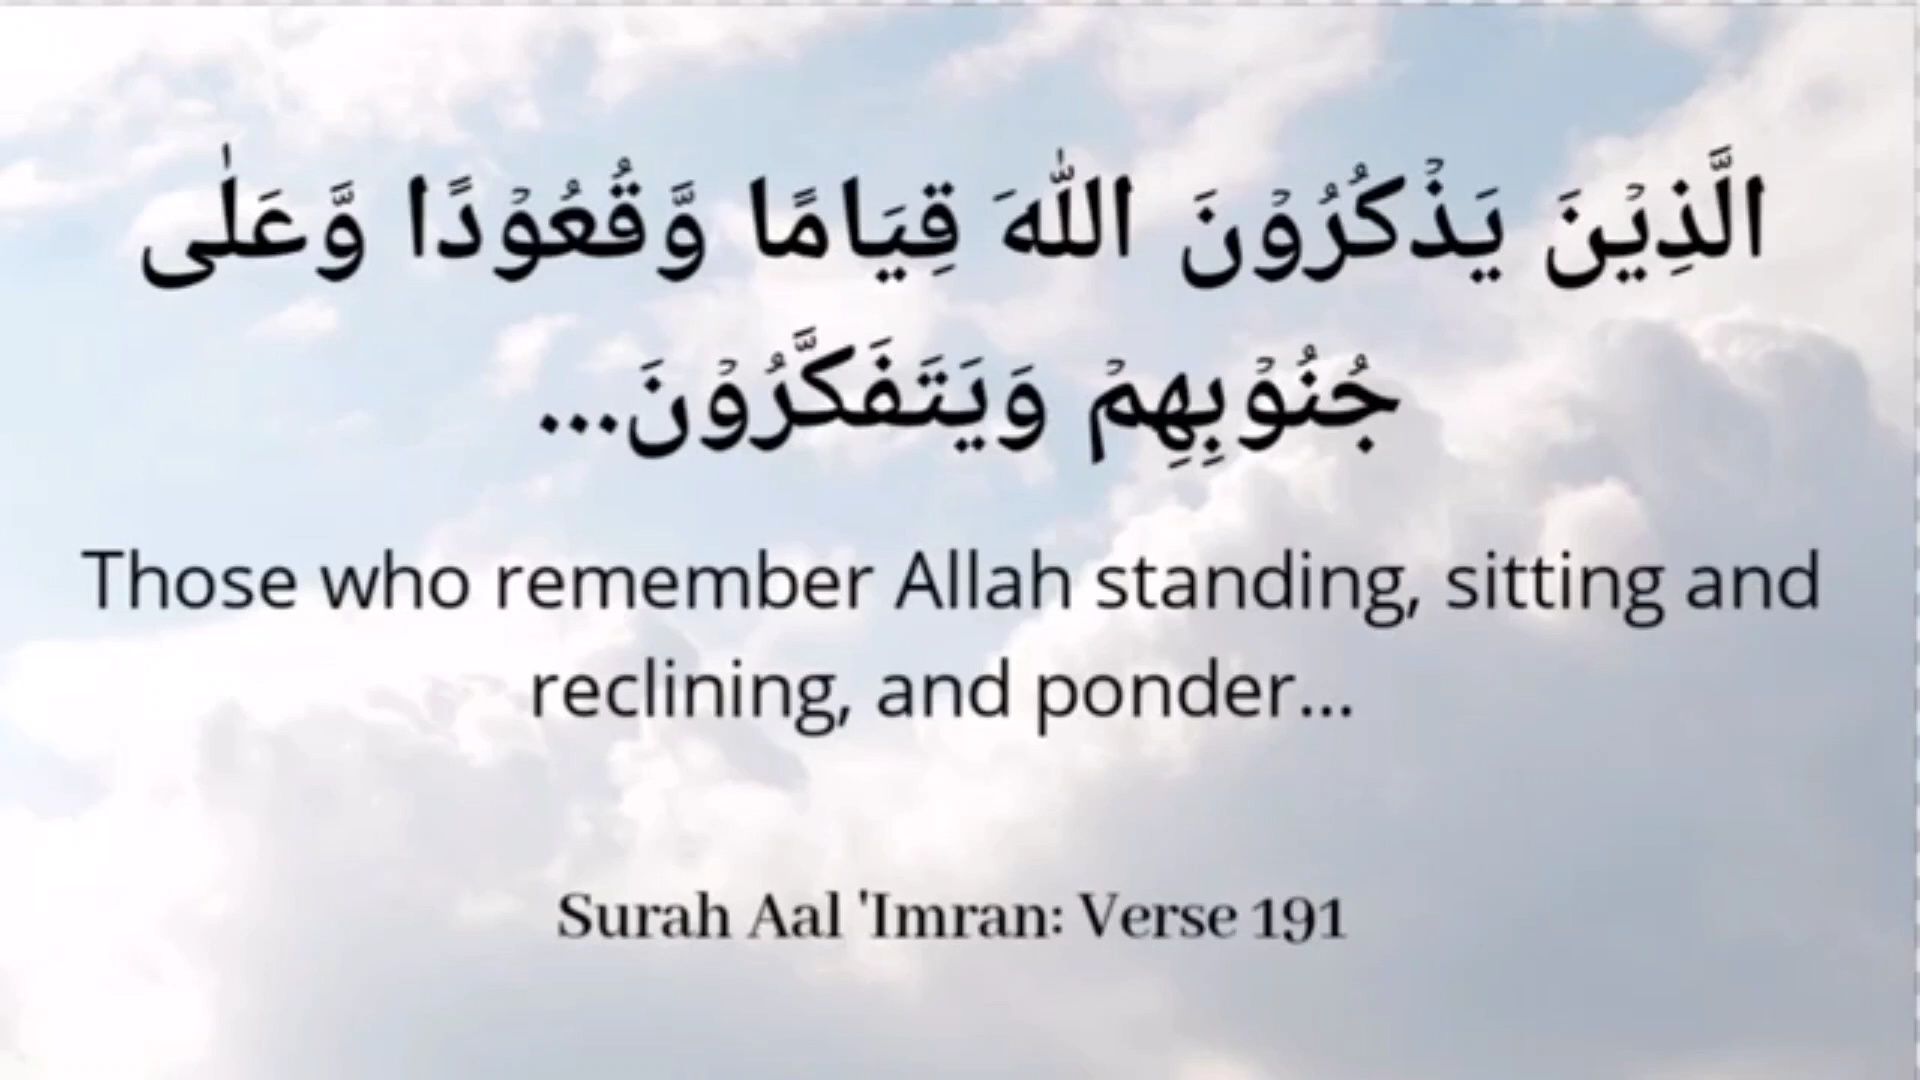 الَّذِيۡنَ يَذۡكُرُوۡنَ اللّٰهَ قِيَامًا وَّقُعُوۡدًا وَّعَلٰى
جُنُوۡبِهِمۡ وَيَتَفَكَّرُوۡنَ...
Those who remember Allah standing, sitting and
reclining, and ponder...
Surah Aal 'Imran: Verse 191